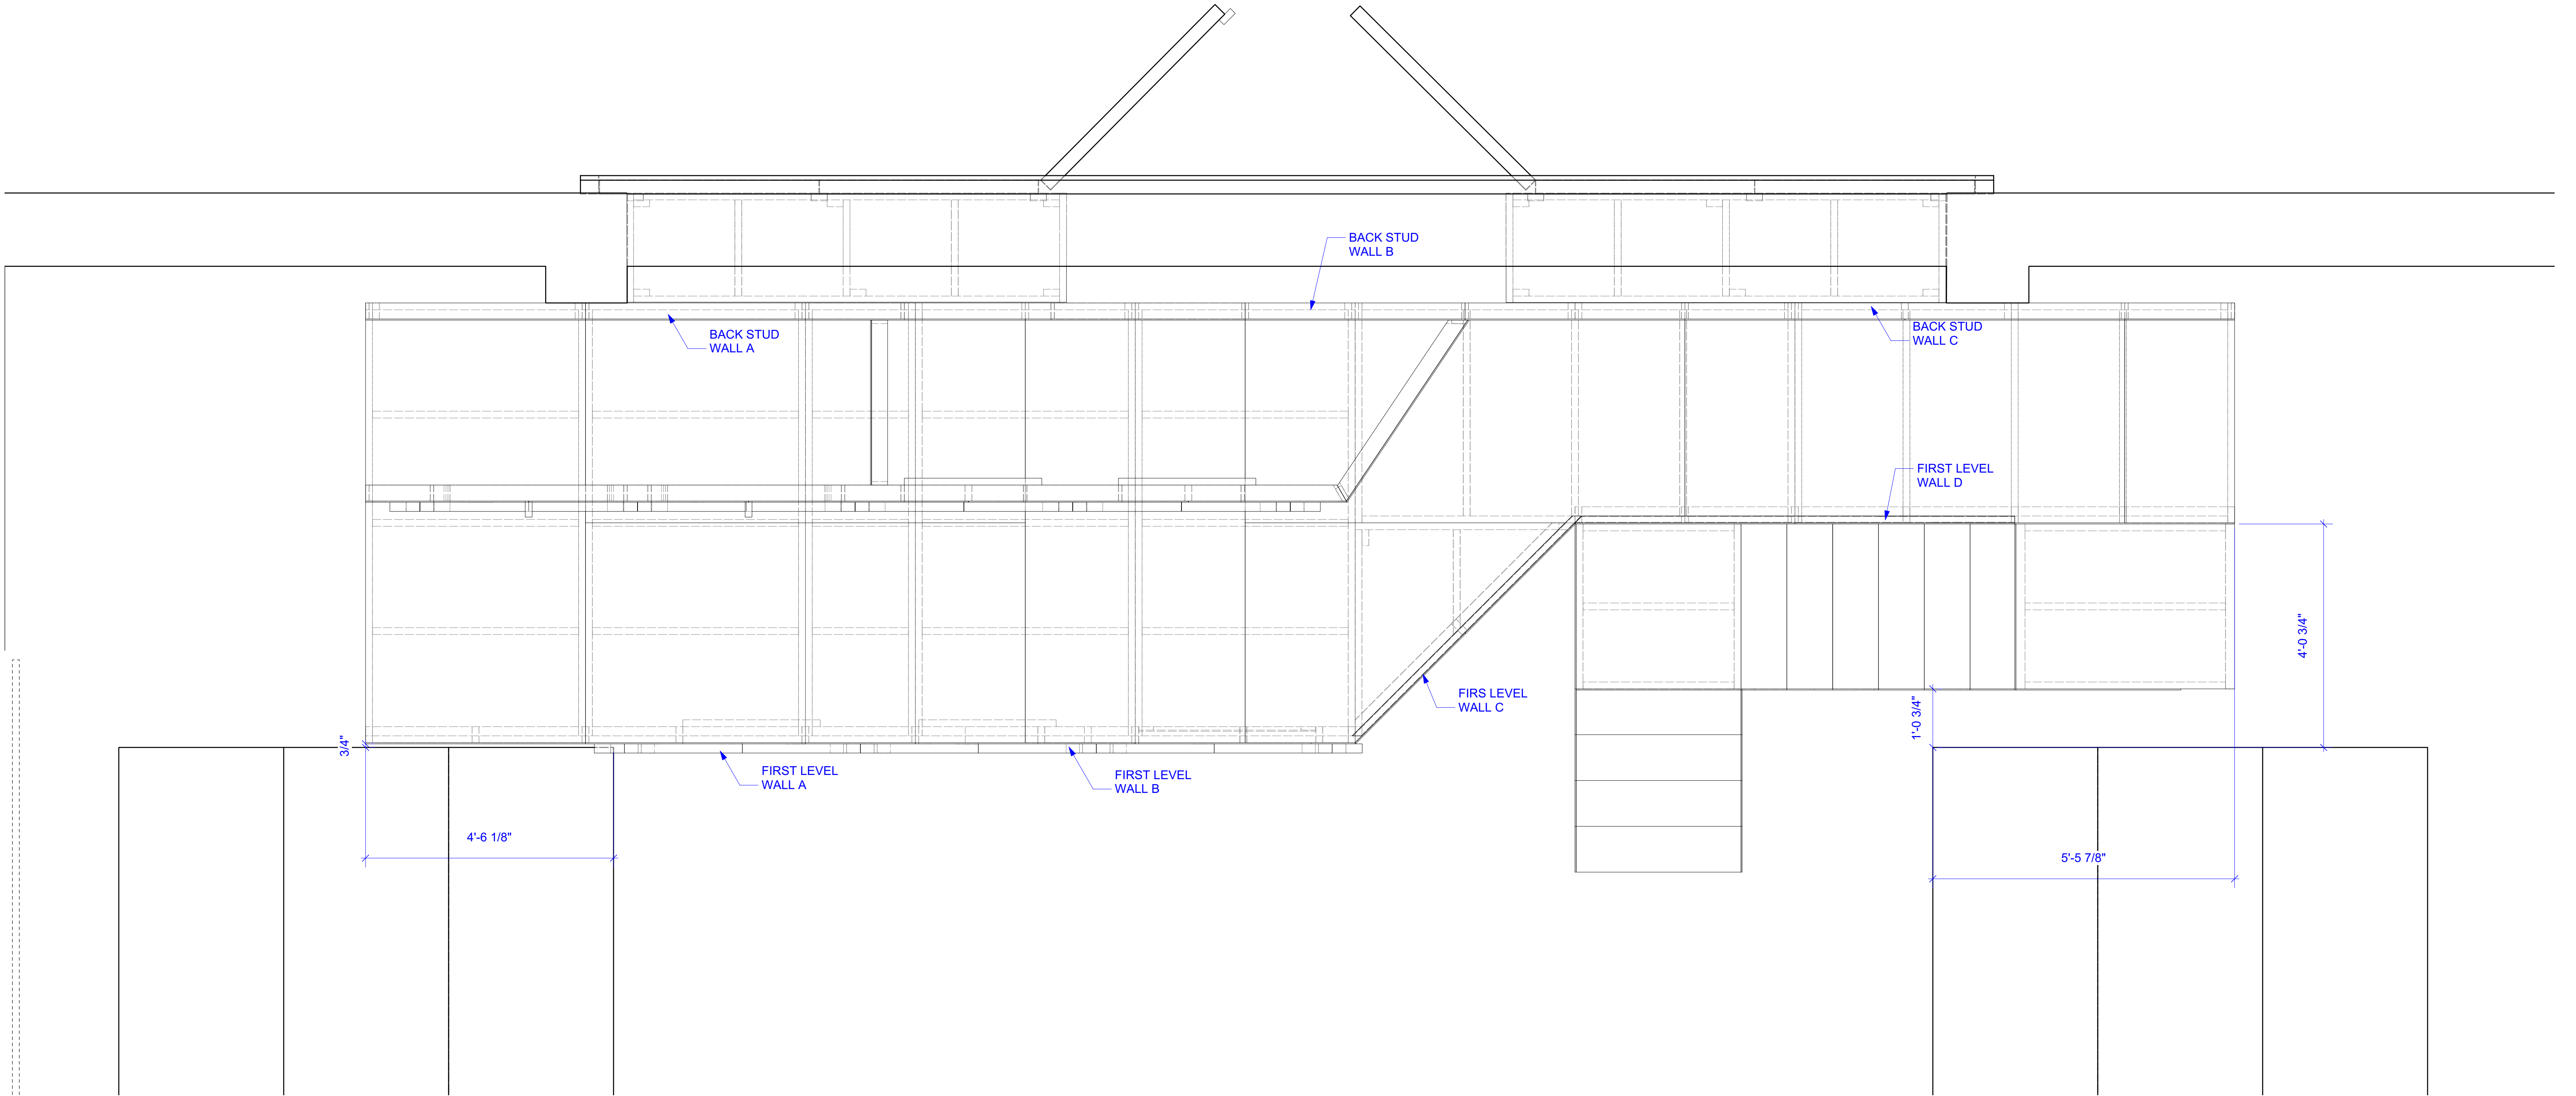 BACK STUD
WALL B
BACK STUD
WALL A
BACK STUD
WALL C
FIRST LEVEL
WALL D
4'-0 3/4"
FIRS LEVEL
WALL C
1'-0 3/4"
3/4"
FIRST LEVEL
WALL A
FIRST LEVEL
WALL B
4'-6 1/8"
5'-5 7/8"